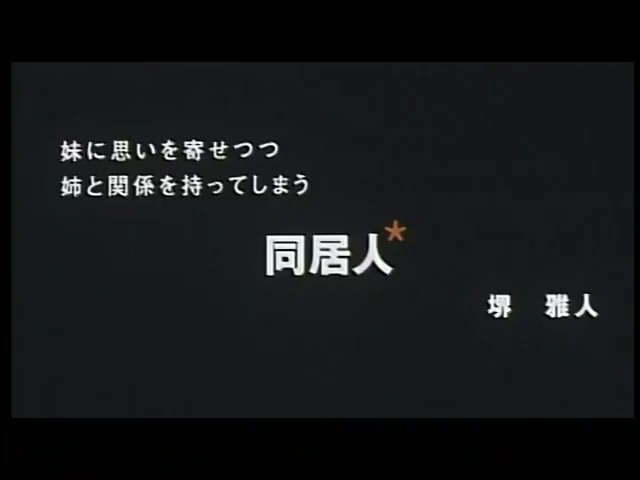 妹に思いを寄せつつ
姉と関係を持ってしまう
同居人*
堺 雅人